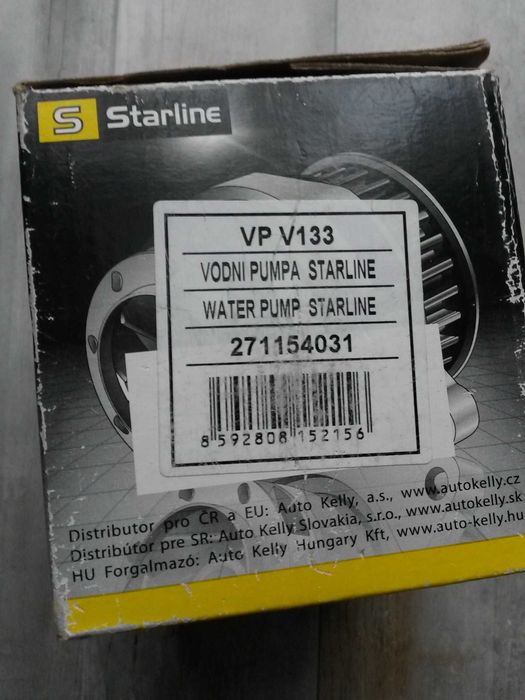 S Starline
VP V133
VODNI PUMPA STARLINE
WATER PUMP STARLINE
271154031
8 592808 152156
Distributor pro ČR a EU: Auto Kelly, a.s., www.autokelly.cz
Distribútor pre SR: Auto Kelly Slovakia, s.r.o., www.autokelly.sk
HU Forgalmazó: Auto Kelly Hungary Kft, www.auto-kelly.hu